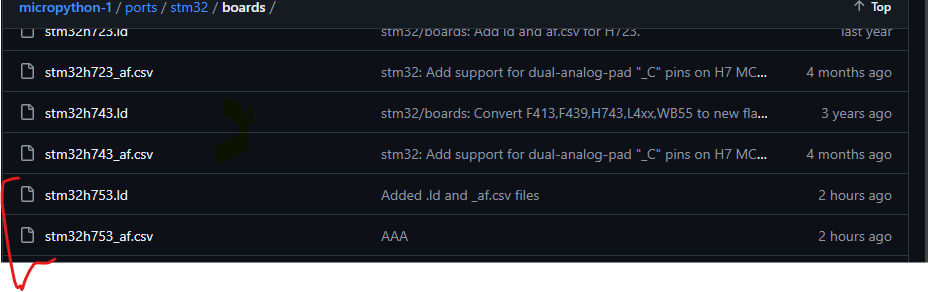 micropython-1 / ports / stm32 / boards / Top
stm32h723.ld stm32/boards: Add ld and af.csv for H723. last year
stm32h723_af.csv stm32: Add support for dual-analog-pad "_C" pins on H7 MC... 4 months ago
stm32h743.ld stm32/boards: Convert F413,F439,H743,L4xx,WB55 to new fla... 3 years ago
stm32h743_af.csv stm32: Add support for dual-analog-pad "_C" pins on H7 MC... 4 months ago
stm32h753.ld Added .ld and _af.csv files 2 hours ago
stm32h753_af.csv AAA 2 hours ago